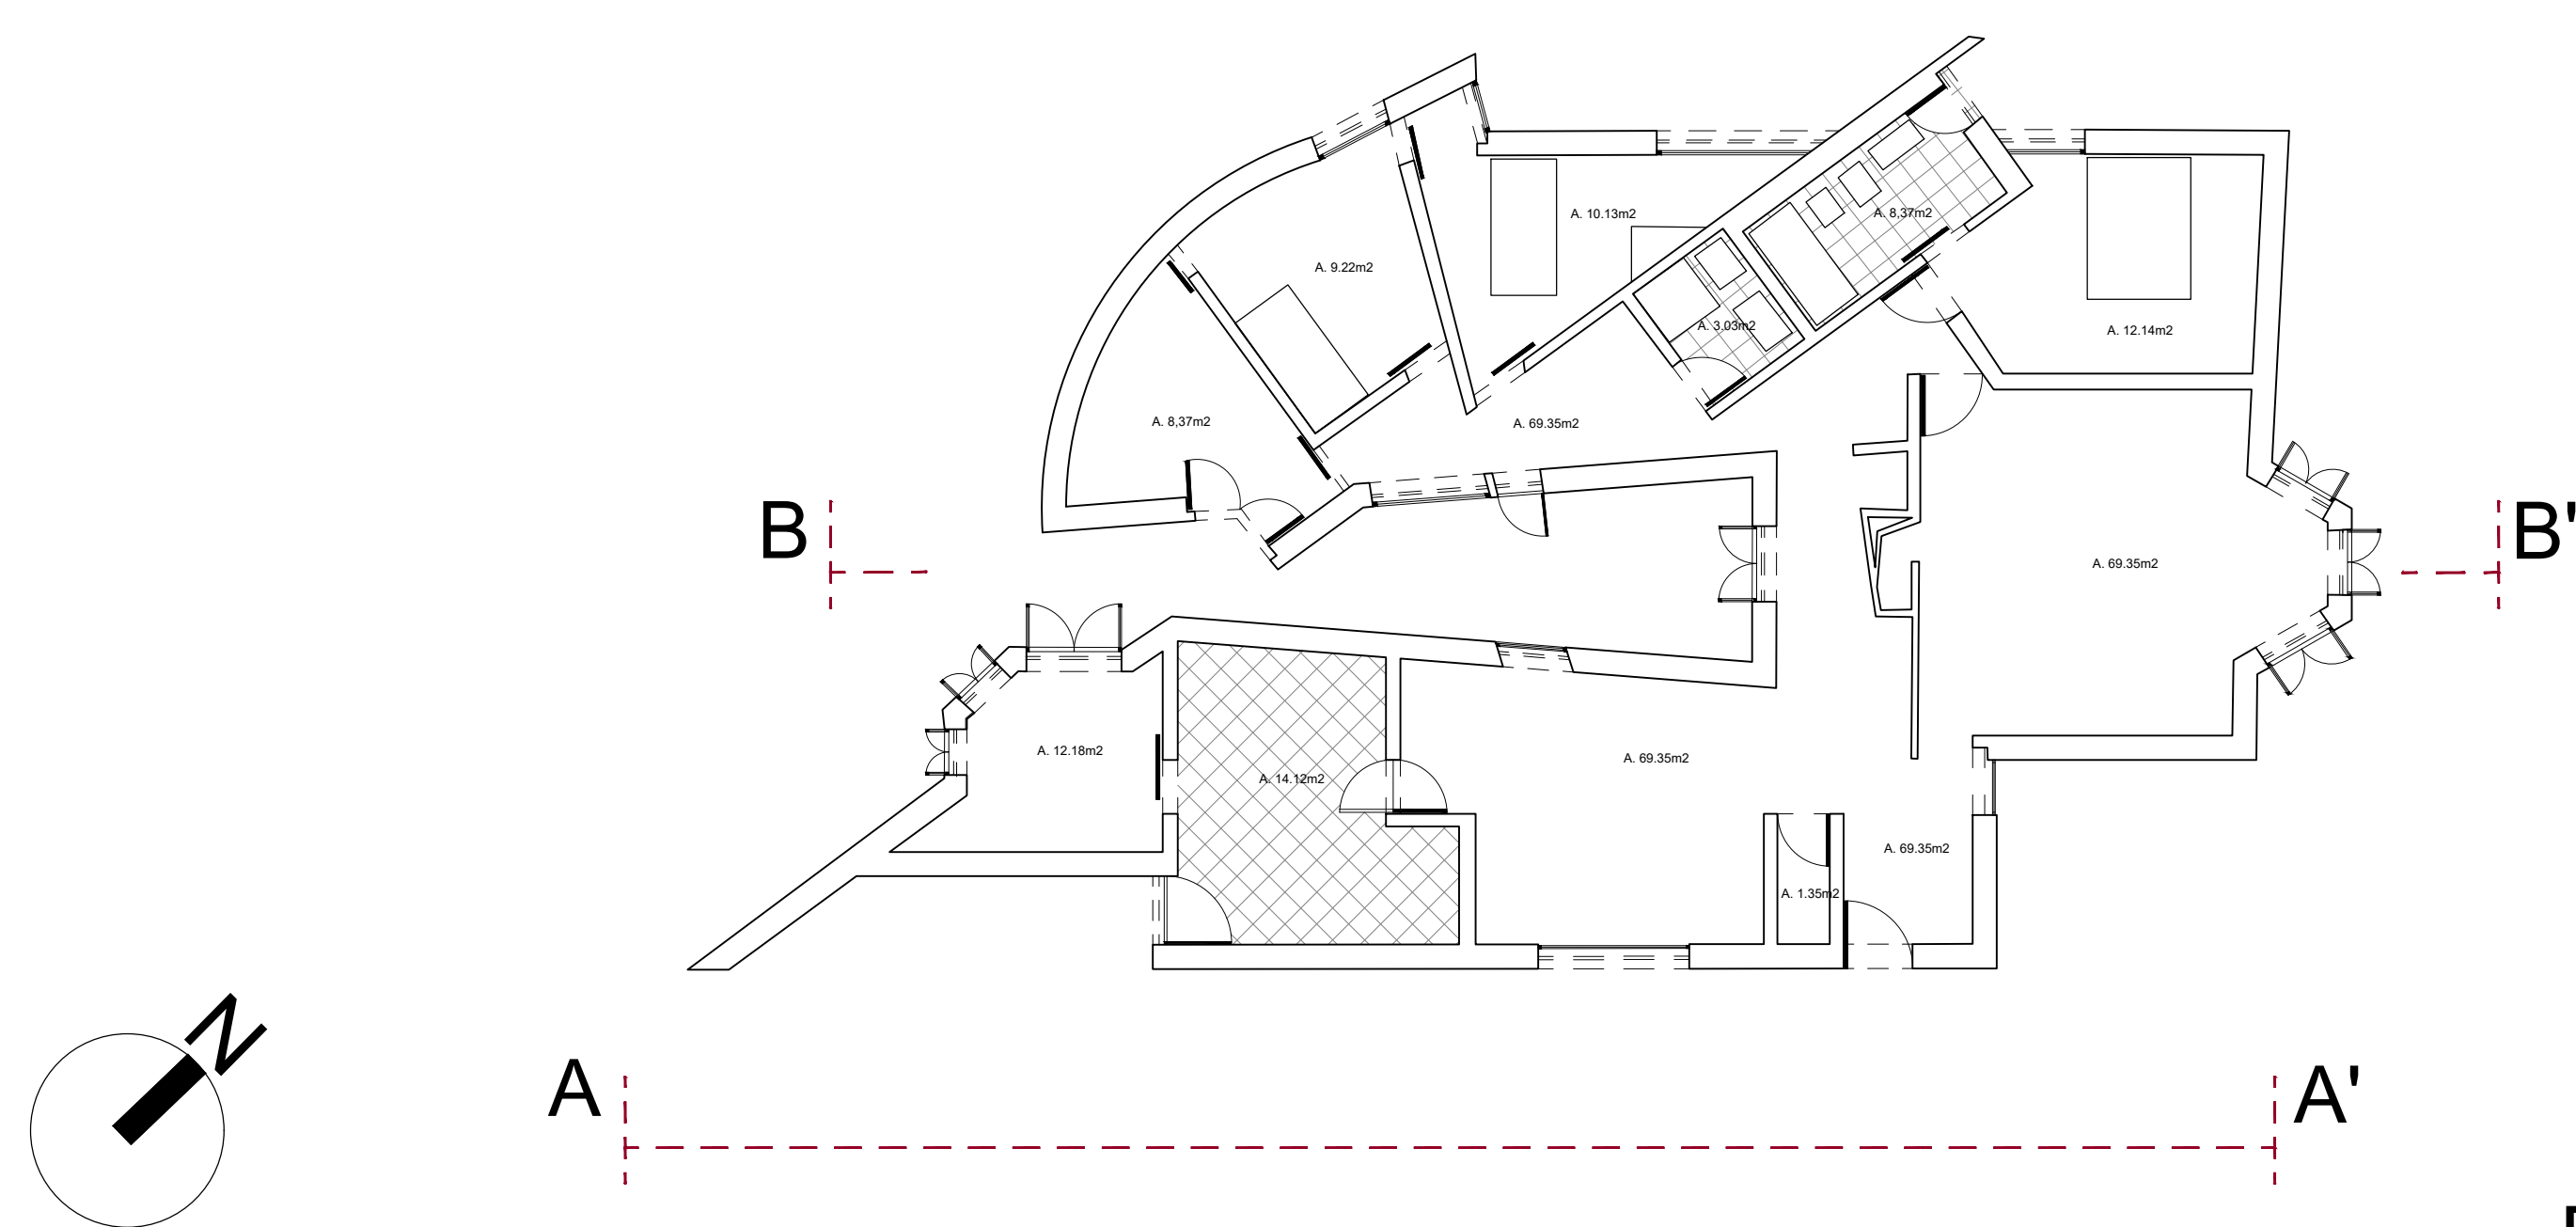 A. 10.13m2
A. 8,37m2
A. 9.22m2
A. 3.03m2
A. 12.14m2
A. 8,37m2
A. 69.35m2
B
B'
A. 69.35m2
A. 12.18m2
A. 14.12m2
A. 69.35m2
A. 69.35m2
A. 1.35m2
N
A
A'